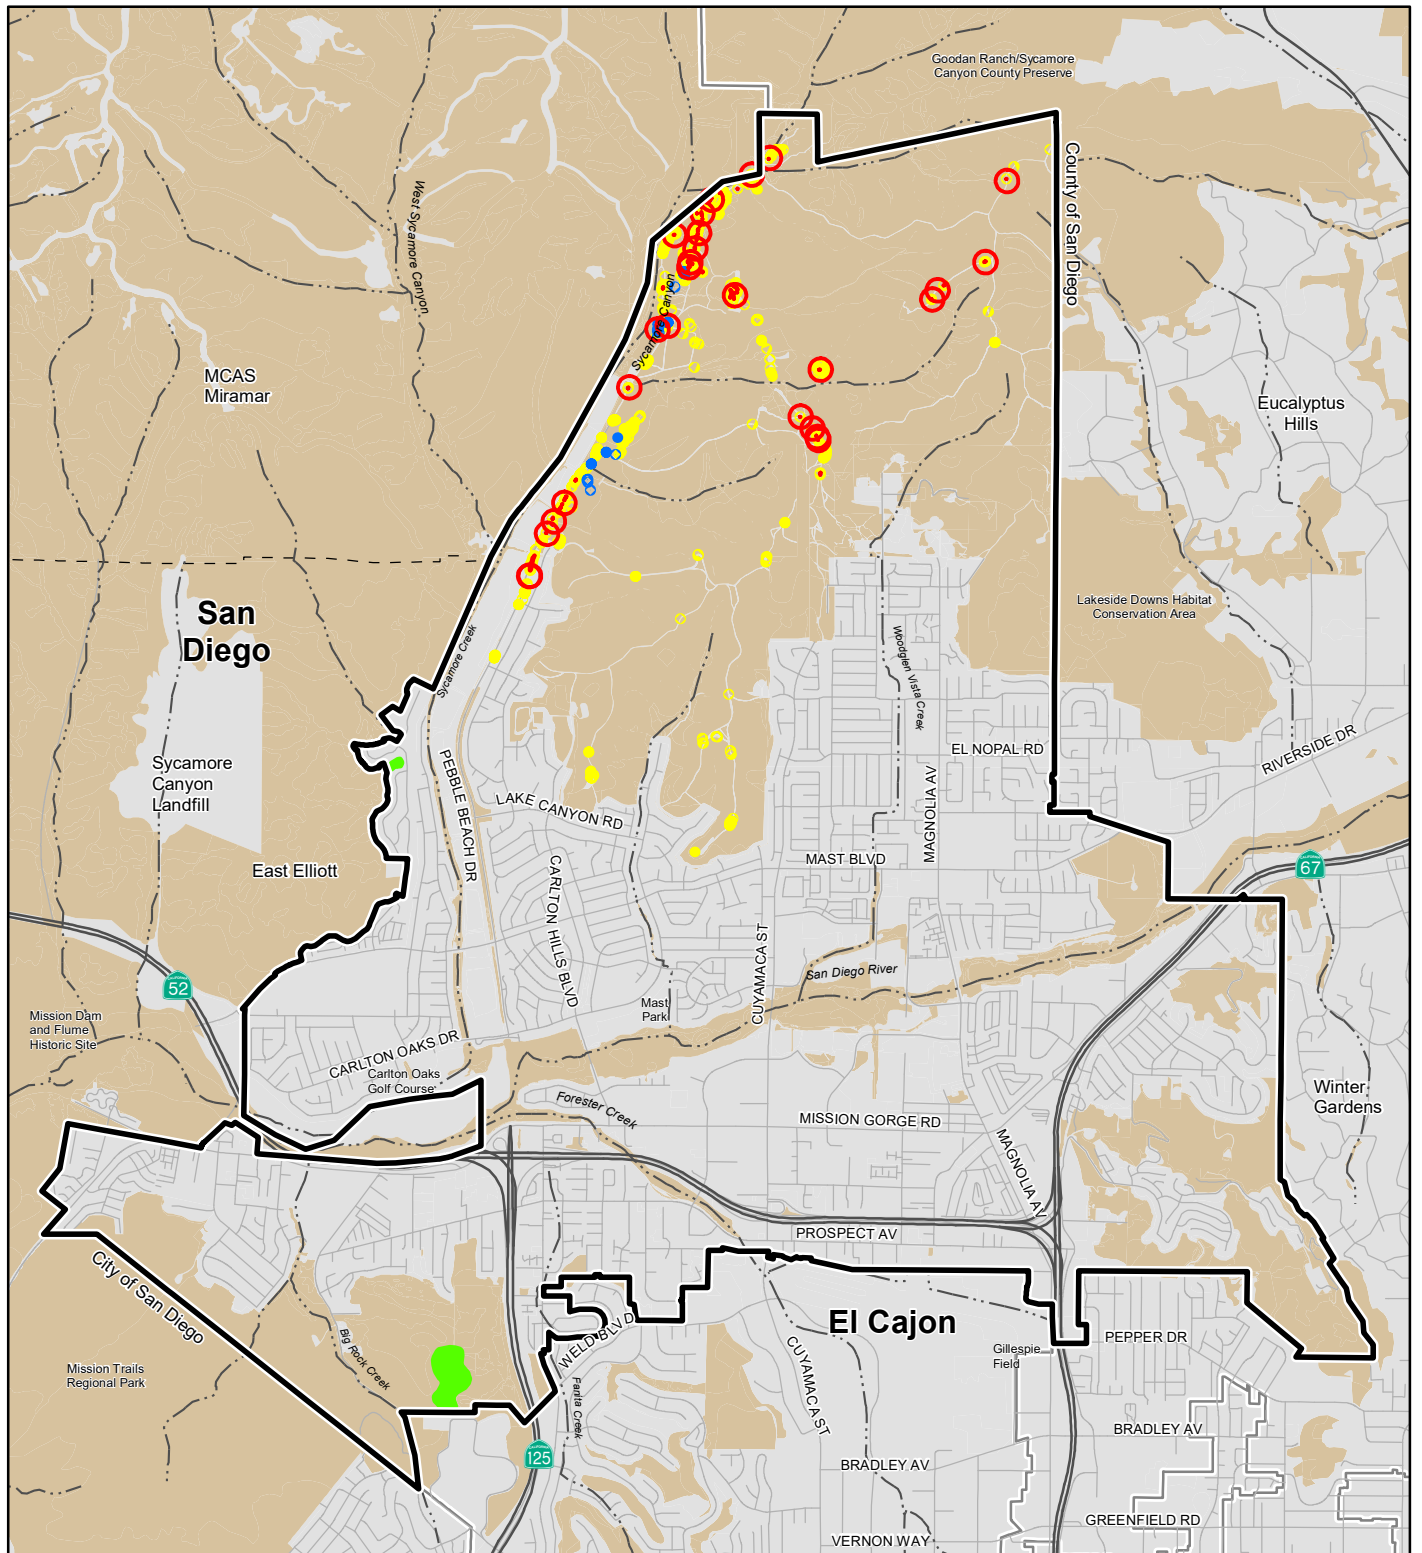 Goodan Ranch/Sycamore
Canyon County Preserve
County of San Diego
West Sycamore Canyon
Sycamore Canyon
MCAS
Miramar
Eucalyptus
Hills
San
Diego
Lakeside Downs Habitat
Conservation Area
Sycamore Creek
Woodglen Vista Creek
EL NOPAL RD
RIVERSIDE DR
Sycamore
Canyon
Landfill
PEBBLE BEACH DR
LAKE CANYON RD
MAGNOLIA AV
MAST BLVD
East Elliott
CARLTON HILLS BLVD
CALIFORNIA
67
CUYAMACA ST
San Diego River
CALIFORNIA
52
Mast
Park
Mission Dam
and Flume
Historic Site
CARLTON OAKS DR
Carlton Oaks
Golf Course
Forester Creek
MISSION GORGE RD
Winter
Gardens
MAGNOLIA AV
PROSPECT AV
City of San Diego
El Cajon
WELD BLVD
PEPPER DR
Big Rock Creek
Gillespie
Field
Mission Trails
Regional Park
CUYAMACA ST
Fanita Creek
BRADLEY AV
CALIFORNIA
125
BRADLEY AV
GREENFIELD RD
VERNON WAY